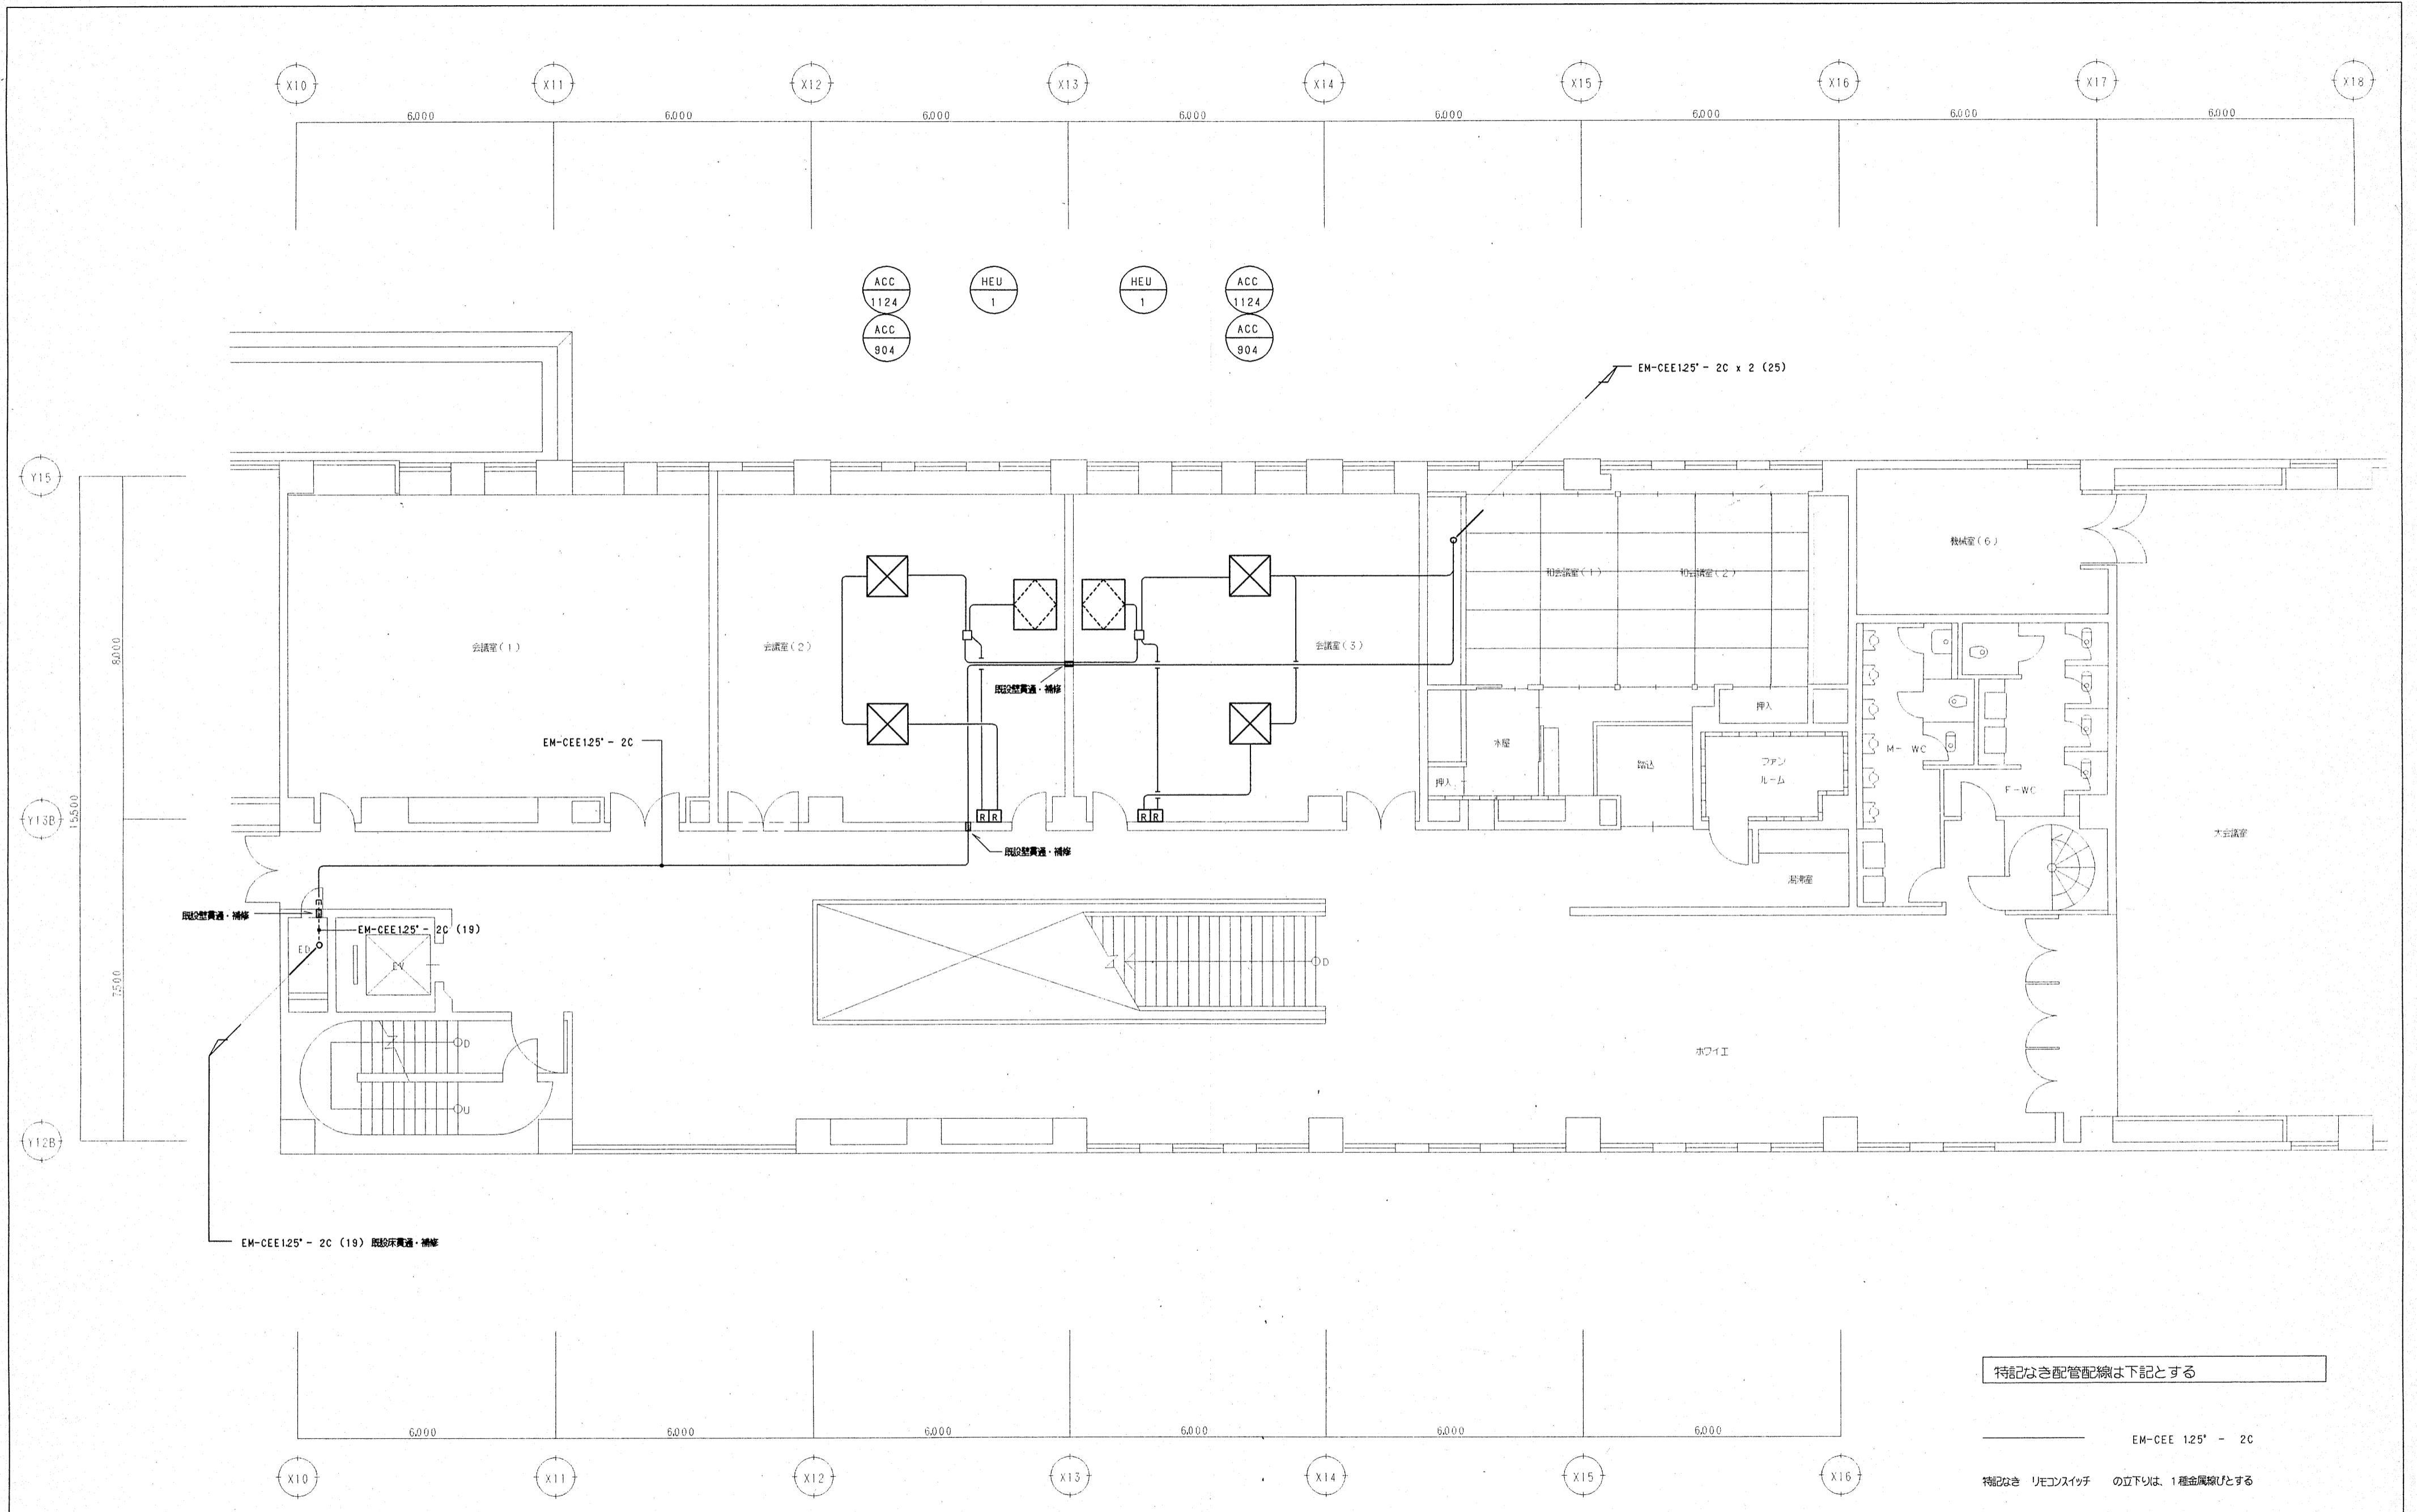 X10 X11 X12 X13 X14 X15 X16 X17 X18
6.000 6.000 6.000 6.000 6.000 6.000 6.000 6.000
ACC 1124
ACC 904
HEU 1
HEU 1
ACC 1124
ACC 904
EM-CEE1.25° - 2C x 2 (25)
Y15
8.000
15.500
Y13B
7.500
Y12B
会議室(1)
会議室(2)
会議室(3)
和会議室(1)
和会議室(2)
機械室(6)
既設壁貫通・補修
EM-CEE1.25° - 2C
水屋
押入
押入
踏込
ファン
ルーム
M-WC
F-WC
大会議室
R R
R R
既設壁貫通・補修
湯沸室
既設壁貫通・補修
EM-CEE1.25° - 2C (19)
ED
EV
D
D
U
ホワイエ
EM-CEE1.25° - 2C (19) 既設床貫通・補修
特記なき配管配線は下記とする
EM-CEE 1.25° - 2C
特記なき リモコンスイッチ の立下りは、1種金属線ぴとする
6.000 6.000 6.000 6.000 6.000 6.000
X10 X11 X12 X13 X14 X15 X16